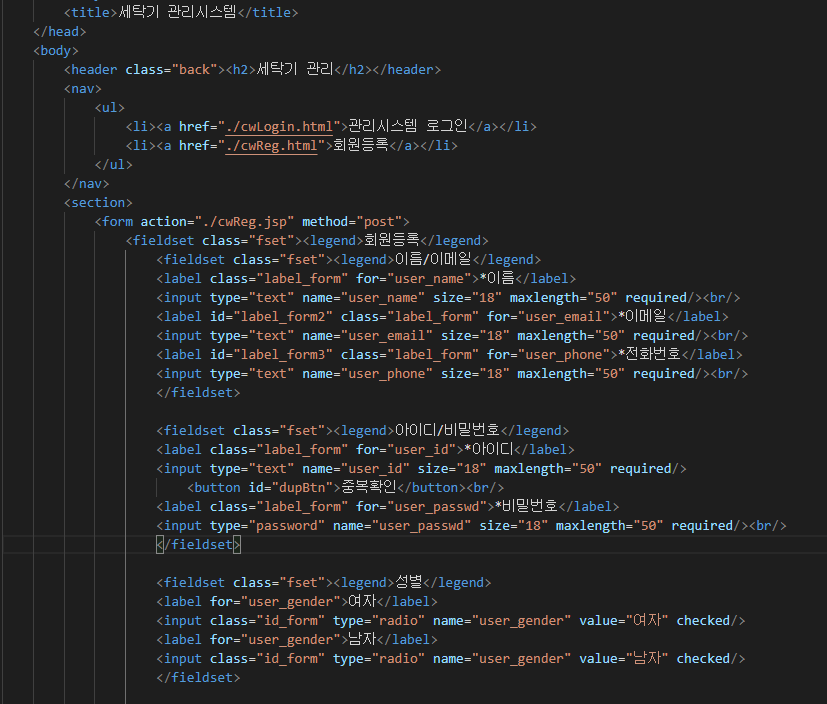 <title>세탁기 관리시스템</title>
</head>
<body>
<header class="back"><h2>세탁기 관리</h2></header>
<nav>
<ul>
<li><a href="./cwLogin.html">관리시스템 로그인</a></li>
<li><a href="./cwReg.html">회원등록</a></li>
</ul>
</nav>
<section>
<form action="./cwReg.jsp" method="post">
<fieldset class="fset"><legend>회원등록</legend>
<fieldset class="fset"><legend>이름/이메일</legend>
<label class="label_form" for="user_name">*이름</label>
<input type="text" name="user_name" size="18" maxlength="50" required/><br/>
<label id="label_form2" class="label_form" for="user_email">*이메일</label>
<input type="text" name="user_email" size="18" maxlength="50" required/><br/>
<label id="label_form3" class="label_form" for="user_phone">*전화번호</label>
<input type="text" name="user_phone" size="18" maxlength="50" required/><br/>
</fieldset>
<fieldset class="fset"><legend>아이디/비밀번호</legend>
<label class="label_form" for="user_id">*아이디</label>
<input type="text" name="user_id" size="18" maxlength="50" required/>
<button id="dupBtn">중복확인</button><br/>
<label class="label_form" for="user_passwd">*비밀번호</label>
<input type="password" name="user_passwd" size="18" maxlength="50" required/><br/>
</fieldset>
<fieldset class="fset"><legend>성별</legend>
<label for="user_gender">여자</label>
<input class="id_form" type="radio" name="user_gender" value="여자" checked/>
<label for="user_gender">남자</label>
<input class="id_form" type="radio" name="user_gender" value="남자" checked/>
</fieldset>